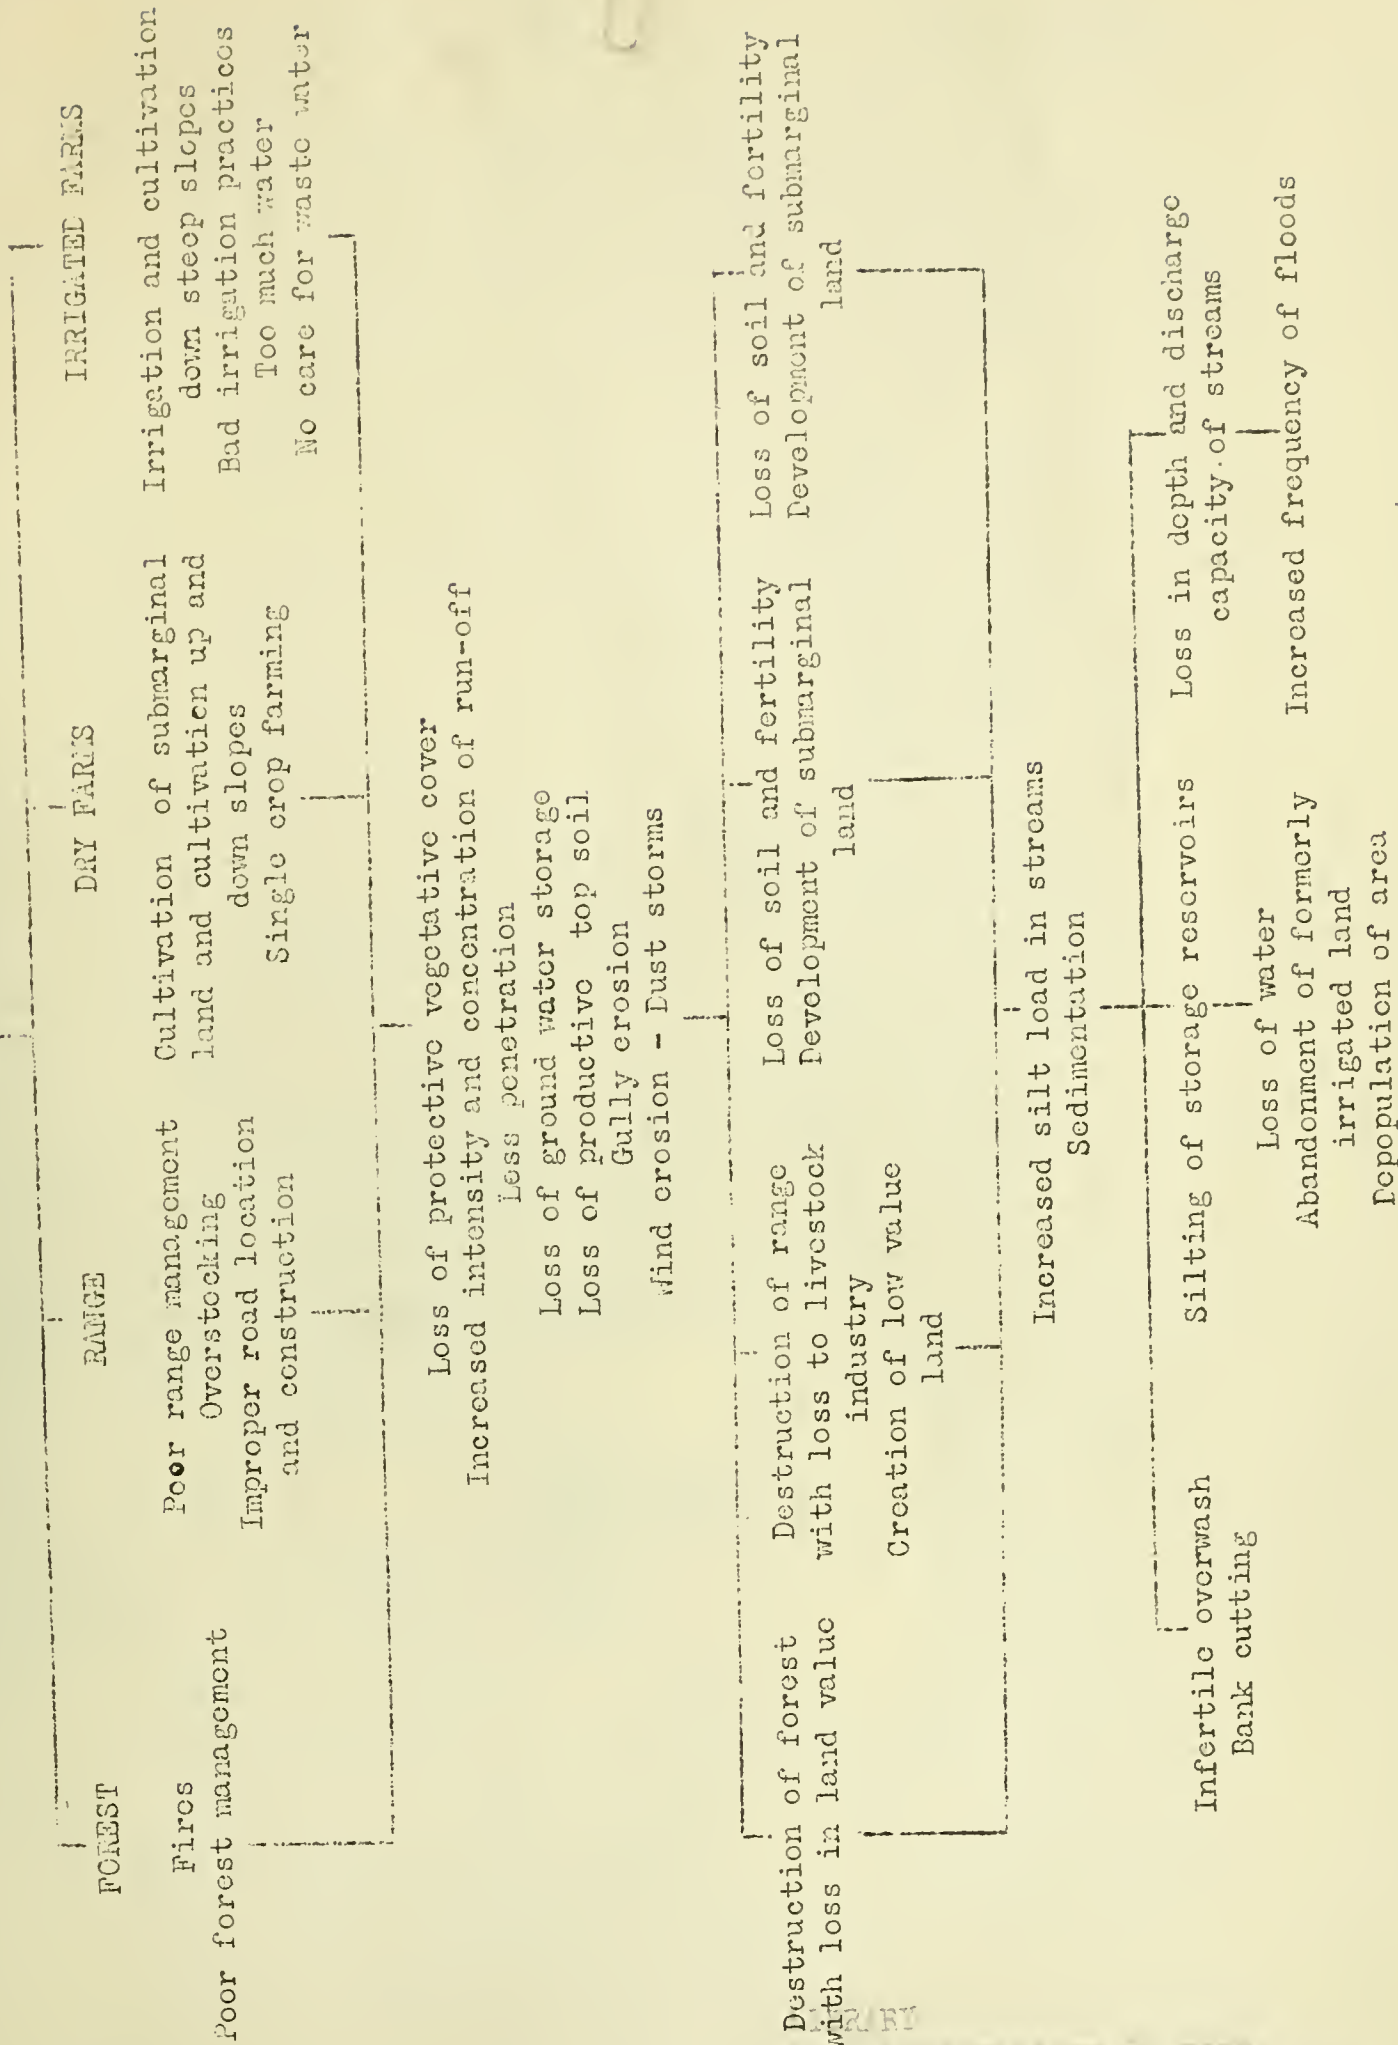 FOREST
RANGE
DRY FARMS
IRRIGATED FARMS
Fires
Poor forest management
Poor range management
Overstocking
Improper road location
and construction
Cultivation of submarginal
land and cultivation up and
down slopes
Single crop farming
Irrigation and cultivation
down steep slopes
Bad irrigation practices
Too much water
No care for waste water
Loss of protective vegetative cover
Increased intensity and concentration of run-off
Less penetration
Loss of ground water storage
Loss of productive top soil
Gully erosion
Wind erosion - Dust storms
Destruction of forest
with loss in land value
Destruction of range
with loss to livestock
industry
Creation of low value
land
Loss of soil and fertility
Development of submarginal
land
Loss of soil and fertility
Development of submarginal
land
Increased silt load in streams
Sedimentation
Infertile overwash
Bank cutting
Silting of storage reservoirs
Loss of water
Abandonment of formerly
irrigated land
Depopulation of area
Loss in depth and discharge
capacity of streams
Increased frequency of floods